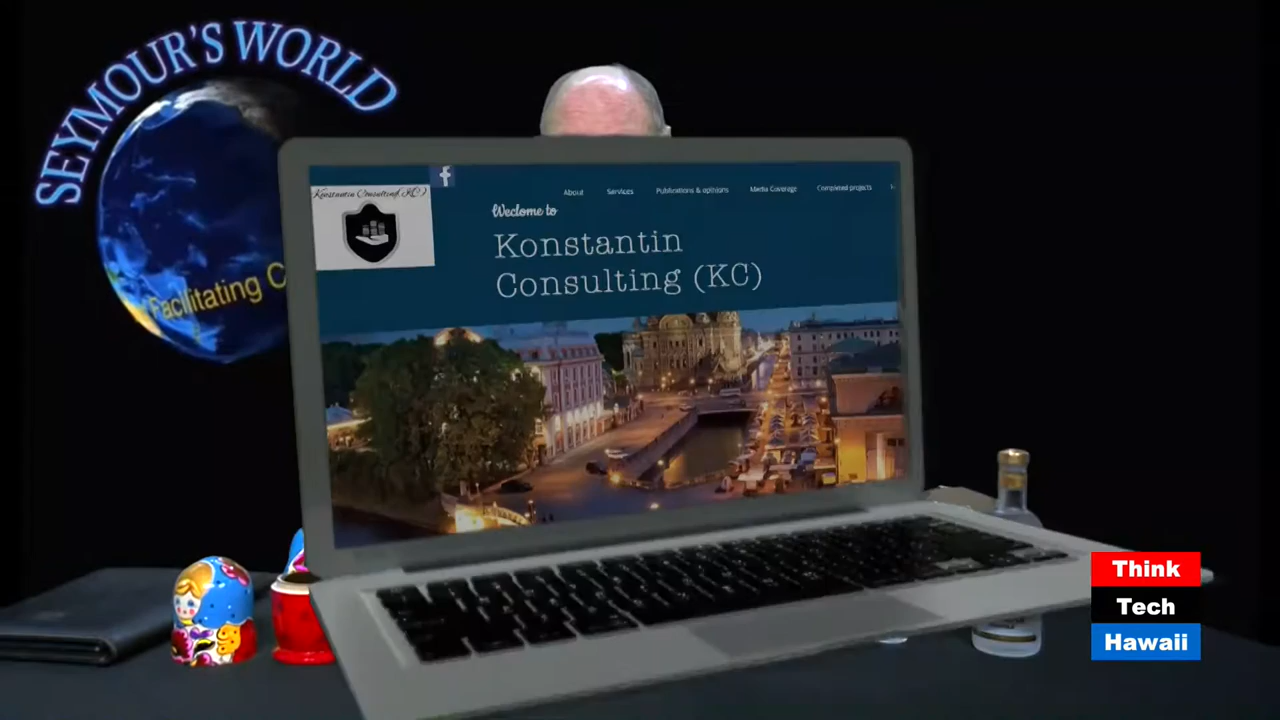 SEYMOUR'S WORLD
Facilitating C
Konstantin Consulting(KC)
f
About Services Publications & opinions Media Coverage Completed projects
Weclome to
Konstantin
Consulting (KC)
Think
Tech
Hawaii